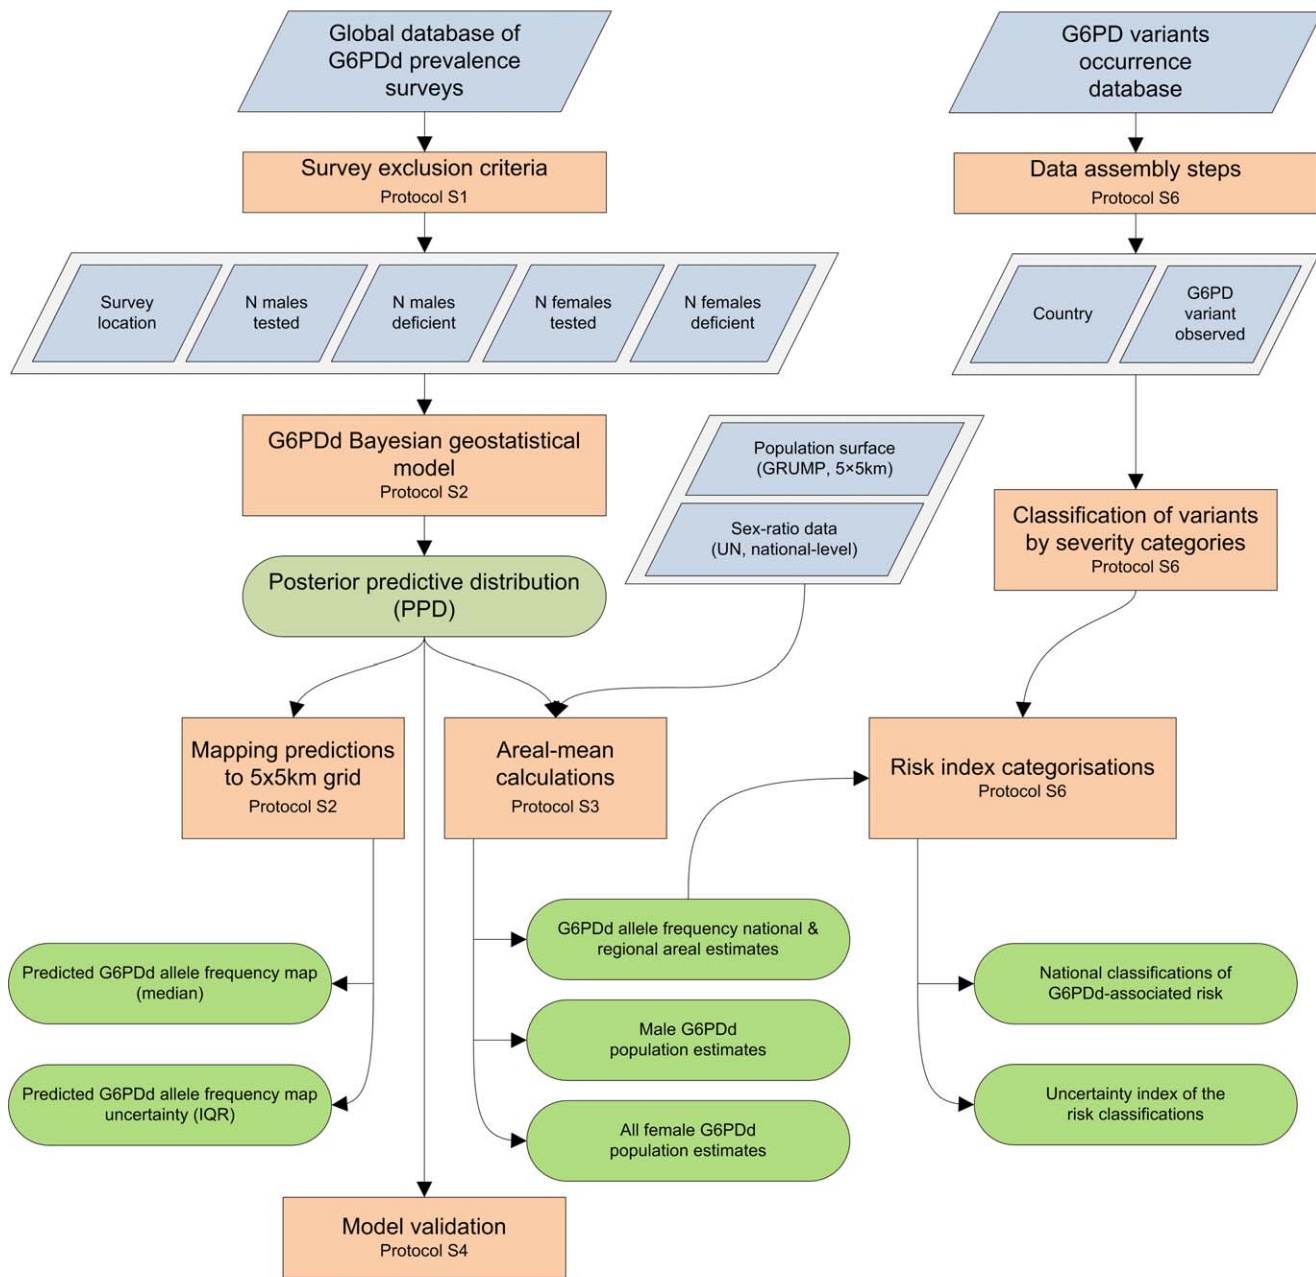 Global database of
G6PDd prevalence
surveys
G6PD variants
occurrence
database
Survey exclusion criteria
Protocol S1
Data assembly steps
Protocol S6
Survey
location
N males
tested
N males
deficient
N females
tested
N females
deficient
Country
G6PD
variant
observed
G6PDd Bayesian geostatistical
model
Protocol S2
Population surface
(GRUMP, 5×5km)
Sex-ratio data
(UN, national-level)
Classification of variants
by severity categories
Protocol S6
Posterior predictive distribution
(PPD)
Mapping predictions
to 5x5km grid
Protocol S2
Areal-mean
calculations
Protocol S3
Risk index categorisations
Protocol S6
Predicted G6PDd allele frequency map
(median)
Predicted G6PDd allele frequency map
uncertainty (IQR)
G6PDd allele frequency national &
regional areal estimates
Male G6PDd
population estimates
All female G6PDd
population estimates
National classifications of
G6PDd-associated risk
Uncertainty index of the
risk classifications
Model validation
Protocol S4